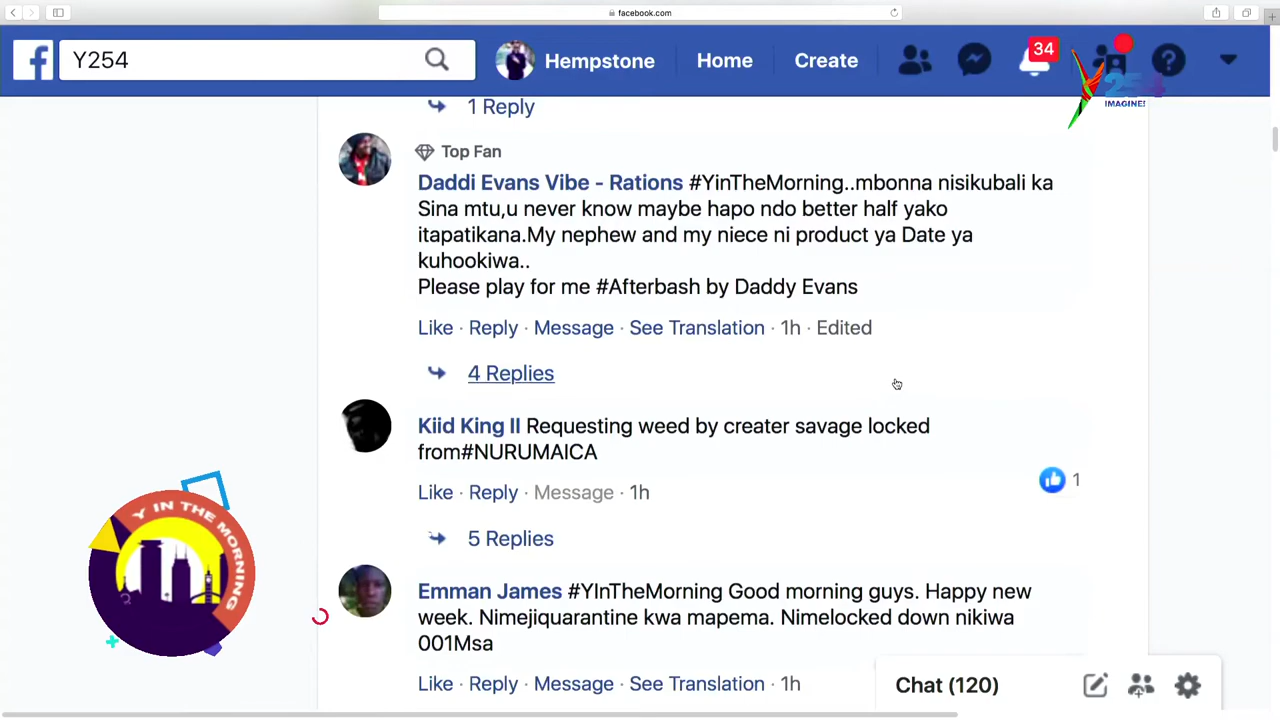 facebook.com
Y254
Hempstone
Home
Create
34
IMAGINE!
1 Reply
Top Fan
Daddi Evans Vibe - Rations #YinTheMorning..mbonna nisikubali ka
Sina mtu,u never know maybe hapo ndo better half yako
itapatikana.My nephew and my niece ni product ya Date ya
kuhookiwa..
Please play for me #Afterbash by Daddy Evans
Like · Reply · Message · See Translation · 1h · Edited
4 Replies
Kiid King II Requesting weed by creater savage locked
from#NURUMAICA
1
Like · Reply · Message · 1h
5 Replies
Y IN THE MORNING
Emman James #YInTheMorning Good morning guys. Happy new
week. Nimejiquarantine kwa mapema. Nimelocked down nikiwa
001Msa
Like · Reply · Message · See Translation · 1h
Chat (120)